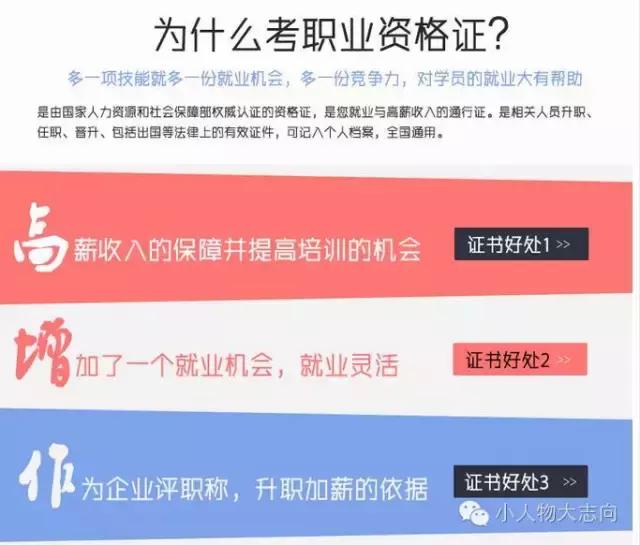 为什么考职业资格证?
多一项技能就多一份就业机会，多一份竞争力，对学员的就业大有帮助
是由国家人力资源和社会保障部权威认证的资格证，是您就业与高薪收入的通行证。是相关人员升职、
任职、晋升、包括出国等法律上的有效证件，可记入个人档案，全国通用。
高薪收入的保障并提高培训的机会
证书好处1 >>
增加了一个就业机会，就业灵活
证书好处2 >>
作为企业评职称，升职加薪的依据
证书好处3 >>
小人物大志向